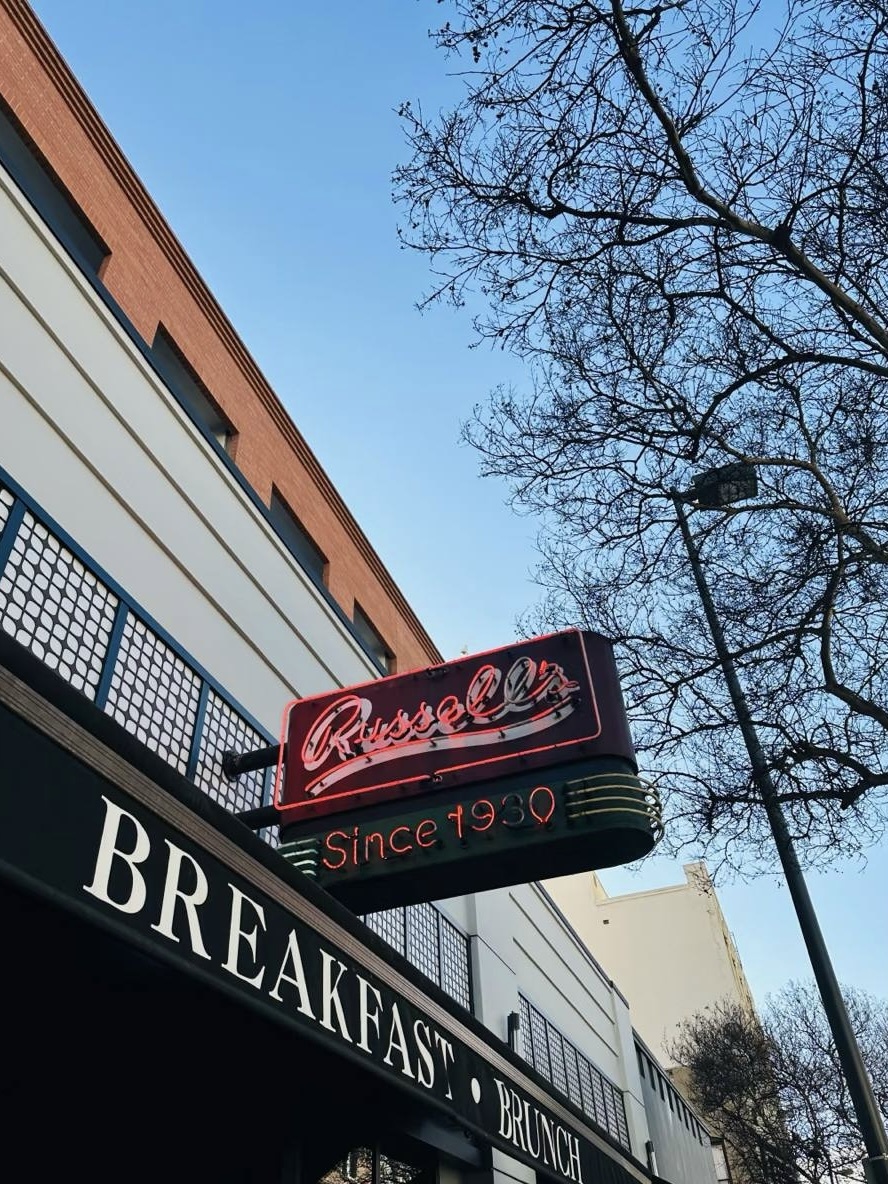 Russell's
Since 1930
BREAKFAST • BRUNCH